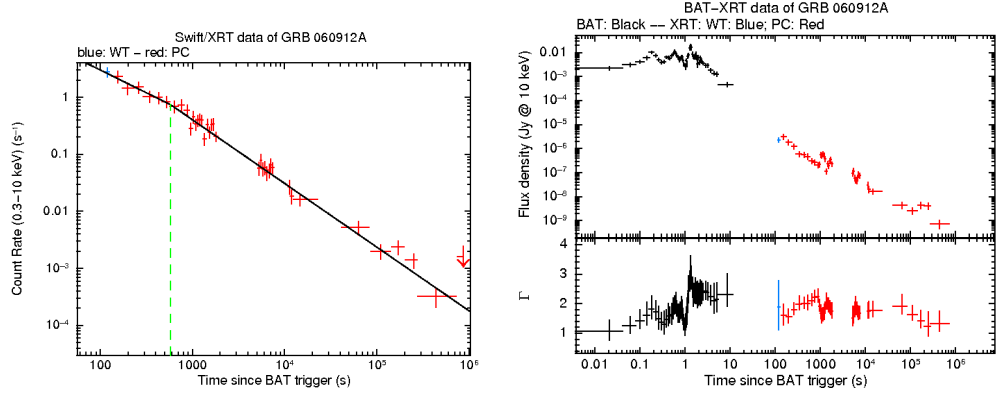 Swift/XRT data of GRB 060912A
blue: WT − red: PC
Count Rate (0.3−10 keV) (s⁻¹)
1
0.1
0.01
10⁻³
10⁻⁴
100 1000 10⁴ 10⁵ 10⁶
Time since BAT trigger (s)
BAT−XRT data of GRB 060912A
BAT: Black −− XRT: WT: Blue; PC: Red
Flux density (Jy @ 10 keV)
0.01
10⁻³
10⁻⁴
10⁻⁵
10⁻⁶
10⁻⁷
10⁻⁸
10⁻⁹
Γ
4
3
2
1
0.01 0.1 1 10 100 1000 10⁴ 10⁵ 10⁶
Time since BAT trigger (s)